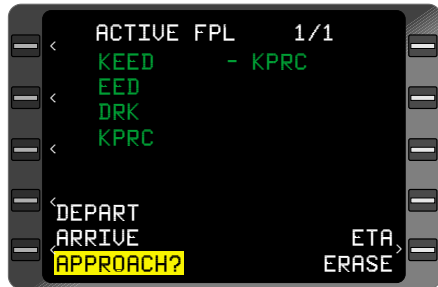 ACTIVE FPL 1/1
KEED - KPRC
EED
DRK
KPRC
DEPART
ARRIVE ETA
APPROACH? ERASE